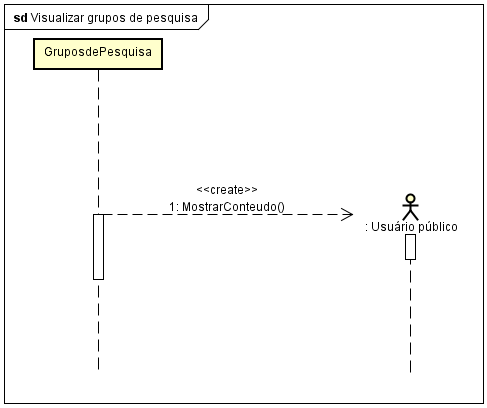 sd Visualizar grupos de pesquisa
GruposdePesquisa
<<create>>
1: MostrarConteudo()
: Usuário público